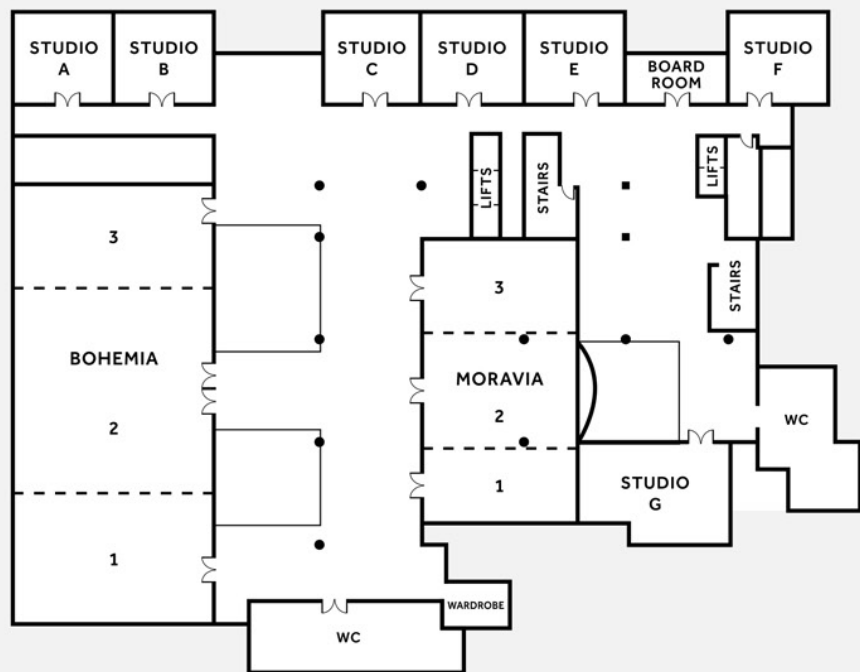 STUDIO
A
STUDIO
B
STUDIO
C
STUDIO
D
STUDIO
E
BOARD
ROOM
STUDIO
F
LIFTS
STAIRS
LIFTS
3
3
STAIRS
BOHEMIA
MORAVIA
2
2
WC
1
STUDIO
G
1
WARDROBE
WC